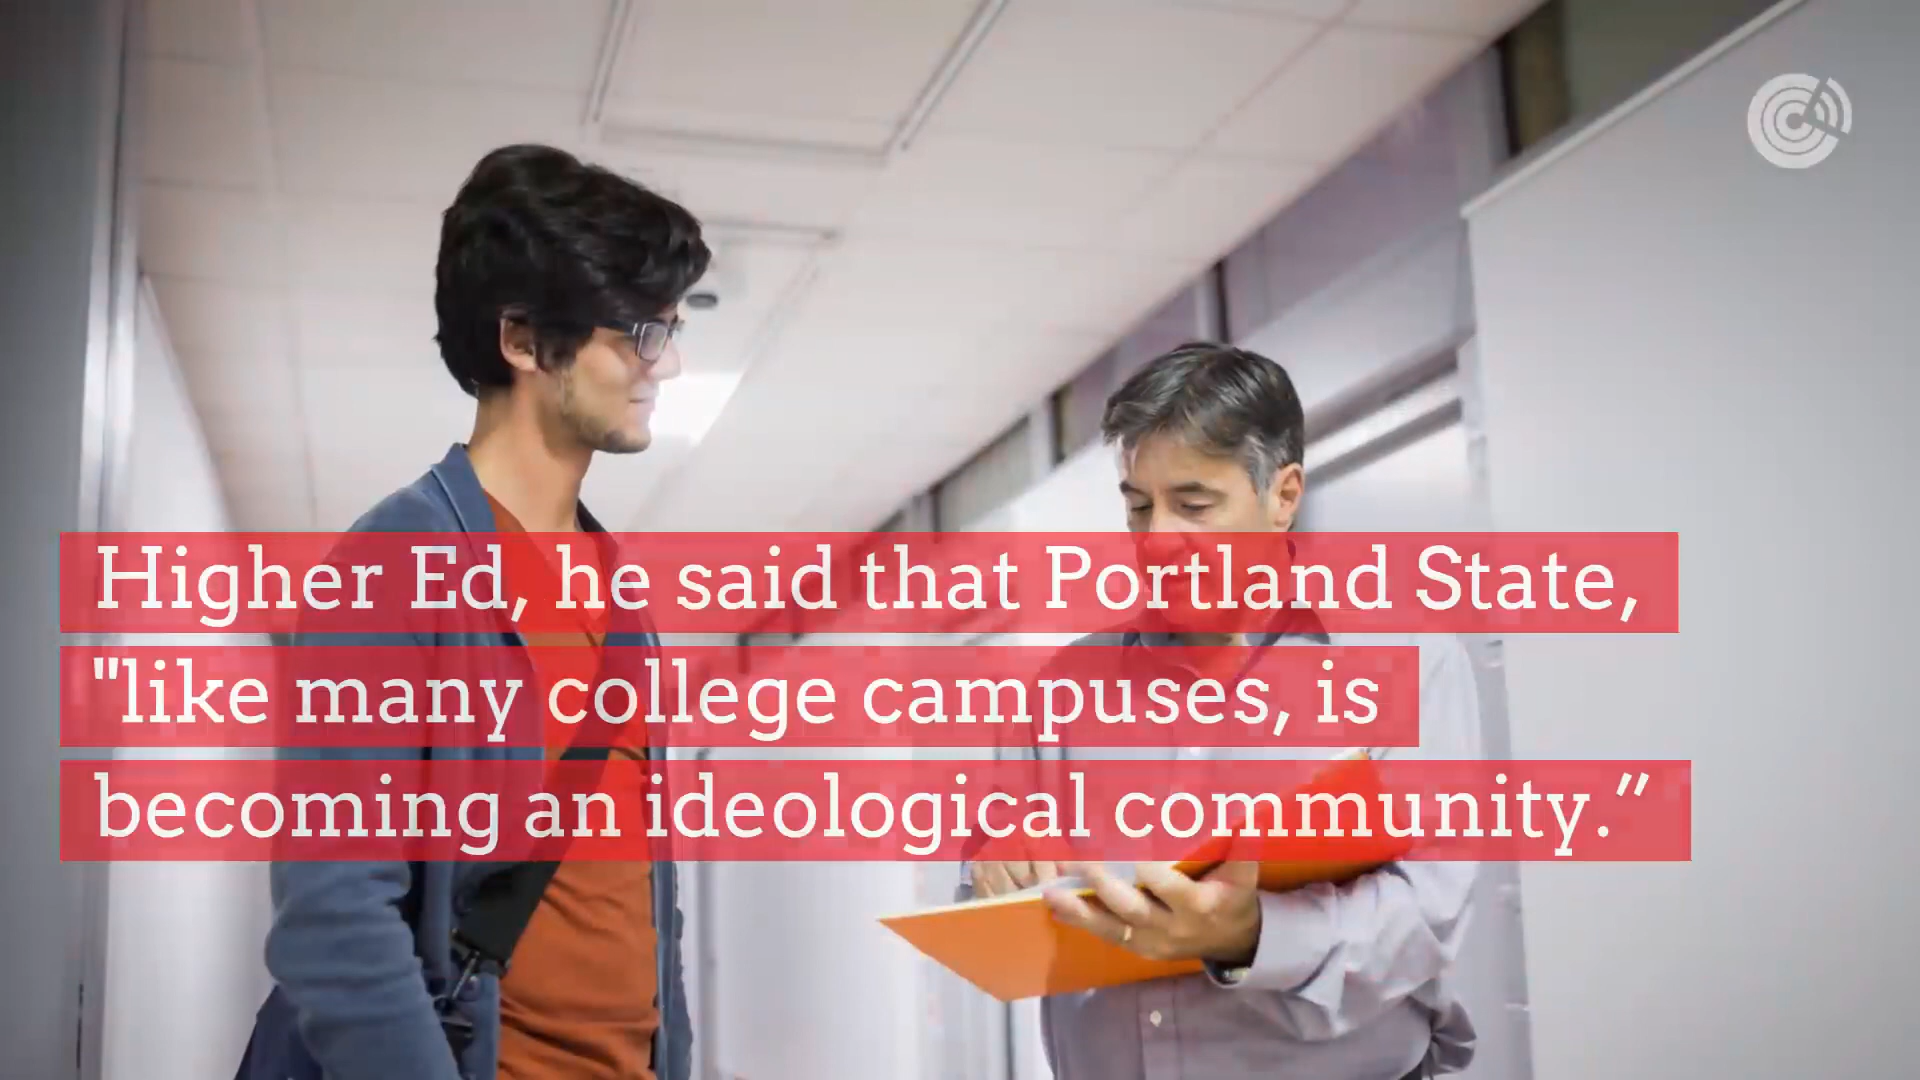 Higher Ed, he said that Portland State,
"like many college campuses, is
becoming an ideological community.”